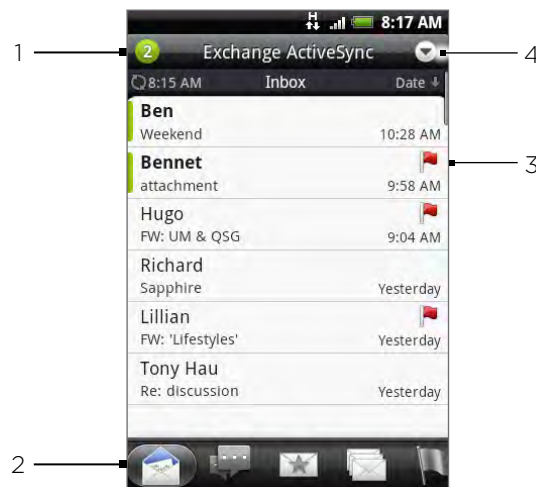 H 8:17 AM
1 2 Exchange ActiveSync 4
8:15 AM Inbox Date
Ben
Weekend 10:28 AM
Bennet 3
attachment 9:58 AM
Hugo
FW: UM & QSG 9:04 AM
Richard
Sapphire Yesterday
Lillian
FW: 'Lifestyles' Yesterday
Tony Hau
Re: discussion Yesterday
2